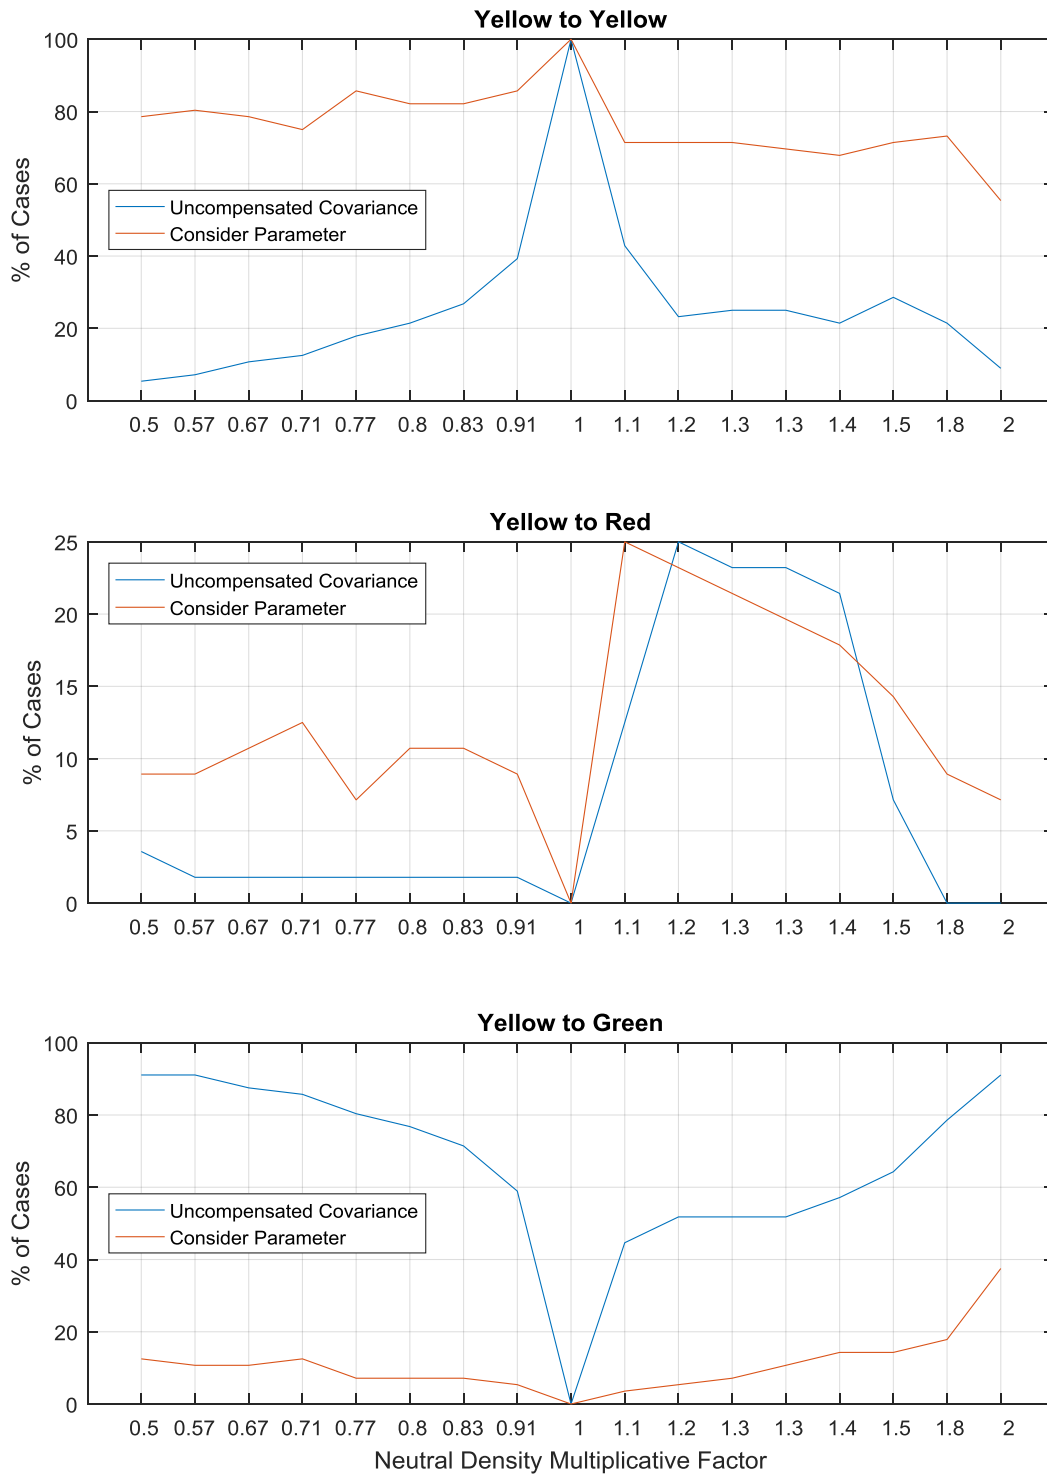 Yellow to Yellow
100
80
60
40
20
0
% of Cases
Uncompensated Covariance
Consider Parameter
0.5 0.57 0.67 0.71 0.77 0.8 0.83 0.91 1 1.1 1.2 1.3 1.3 1.4 1.5 1.8 2
Yellow to Red
25
20
15
10
5
0
% of Cases
Uncompensated Covariance
Consider Parameter
0.5 0.57 0.67 0.71 0.77 0.8 0.83 0.91 1 1.1 1.2 1.3 1.3 1.4 1.5 1.8 2
Yellow to Green
100
80
60
40
20
0
% of Cases
Uncompensated Covariance
Consider Parameter
0.5 0.57 0.67 0.71 0.77 0.8 0.83 0.91 1 1.1 1.2 1.3 1.3 1.4 1.5 1.8 2
Neutral Density Multiplicative Factor